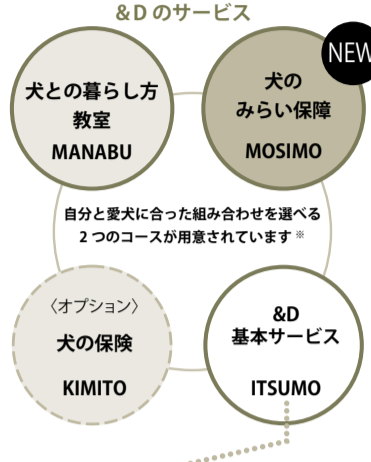 &Dのサービス
NEW
犬との暮らし方
教室
MANABU
犬の
みらい保障
MOSIMO
自分と愛犬に合った組み合わせを選べる
2つのコースが用意されています※
〈オプション〉
犬の保険
KIMITO
&D
基本サービス
ITSUMO